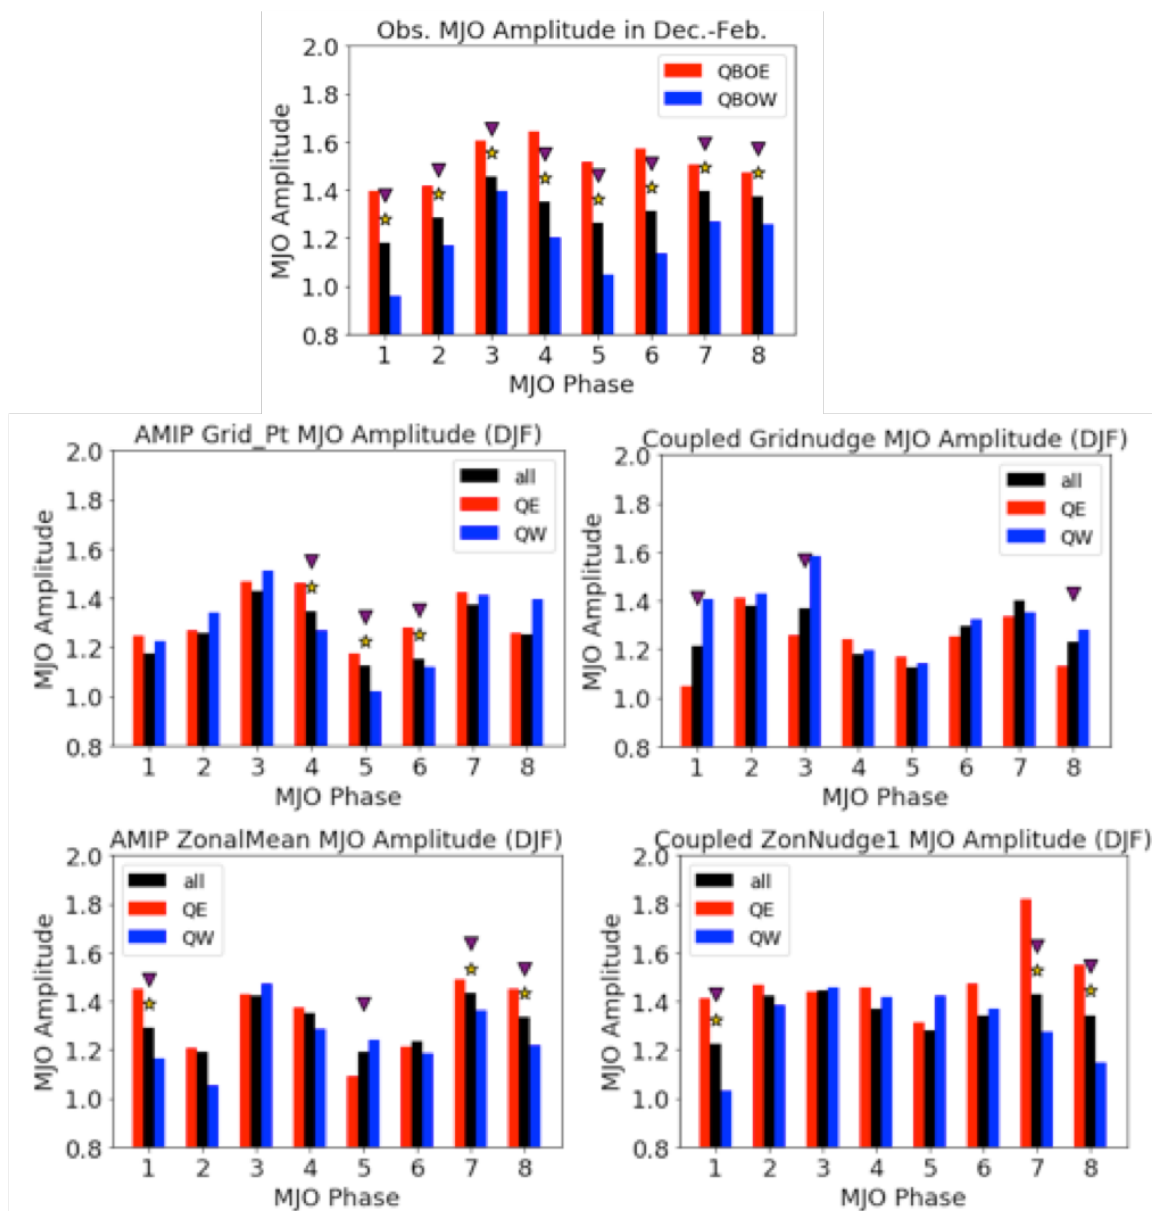 Obs. MJO Amplitude in Dec.-Feb.
2.0
1.8
1.6
1.4
1.2
1.0
0.8
MJO Amplitude
QBOE
QBOW
1 2 3 4 5 6 7 8
MJO Phase
AMIP Grid_Pt MJO Amplitude (DJF)
2.0
1.8
1.6
1.4
1.2
1.0
0.8
MJO Amplitude
all
QE
QW
1 2 3 4 5 6 7 8
MJO Phase
Coupled Gridnudge MJO Amplitude (DJF)
2.0
1.8
1.6
1.4
1.2
1.0
0.8
MJO Amplitude
all
QE
QW
1 2 3 4 5 6 7 8
MJO Phase
AMIP ZonalMean MJO Amplitude (DJF)
2.0
1.8
1.6
1.4
1.2
1.0
0.8
MJO Amplitude
all
QE
QW
1 2 3 4 5 6 7 8
MJO Phase
Coupled ZonNudge1 MJO Amplitude (DJF)
2.0
1.8
1.6
1.4
1.2
1.0
0.8
MJO Amplitude
all
QE
QW
1 2 3 4 5 6 7 8
MJO Phase